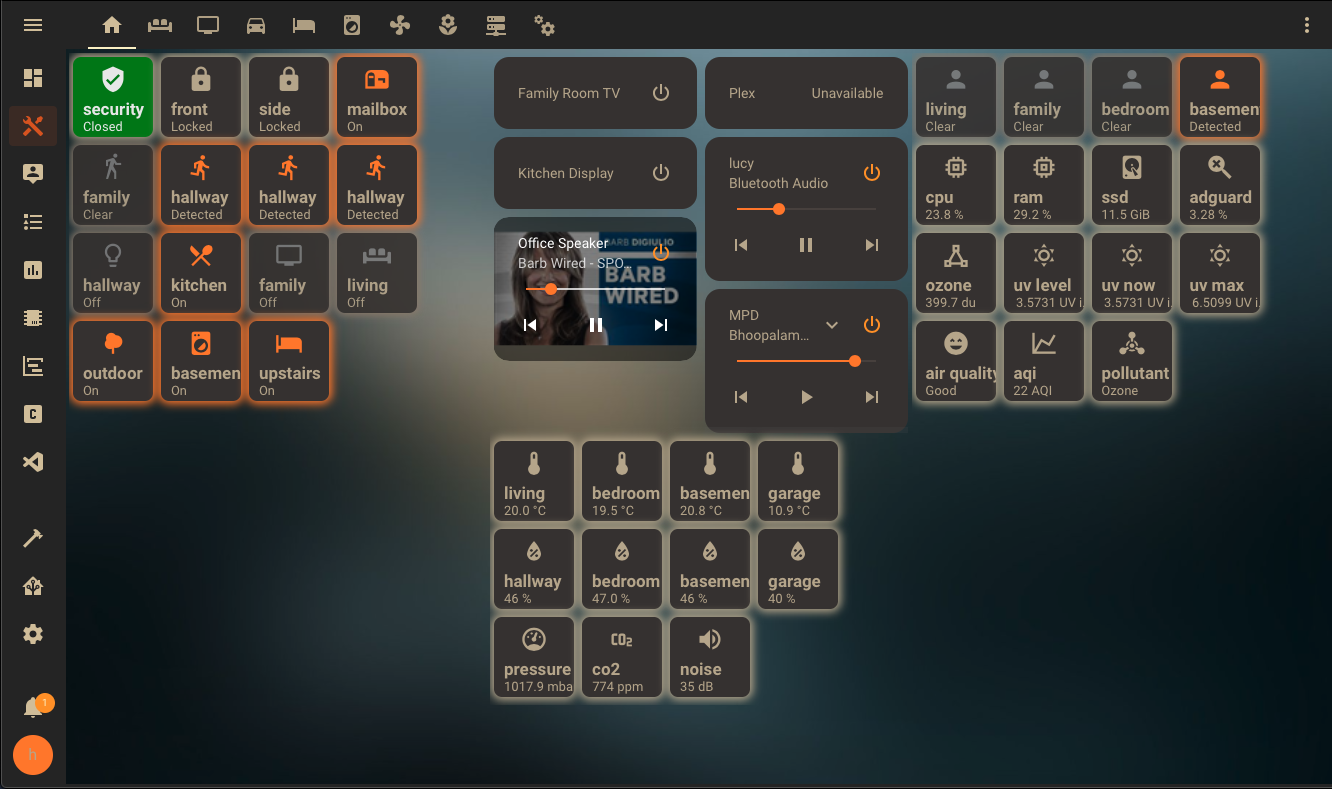 security
Closed
front
Locked
side
Locked
mailbox
On
family
Clear
hallway
Detected
hallway
Detected
hallway
Detected
hallway
Off
kitchen
On
family
Off
living
Off
outdoor
On
basemen
On
upstairs
On
Family Room TV
Kitchen Display
Office Speaker
Barb Wired - SPO...
BARB DIGIULIO
BARB
WIRED
Plex
Unavailable
lucy
Bluetooth Audio
MPD
Bhoopalam...
living
20.0 °C
bedroom
19.5 °C
basemen
20.8 °C
garage
10.9 °C
hallway
46 %
bedroom
47.0 %
basemen
46 %
garage
40 %
pressure
1017.9 mba
CO2
co2
774 ppm
noise
35 dB
living
Clear
family
Clear
bedroom
Clear
basemen
Detected
cpu
23.8 %
ram
29.2 %
ssd
11.5 GiB
adguard
3.28 %
ozone
399.7 du
uv level
3.5731 UV i
uv now
3.5731 UV i
uv max
6.5099 UV i
air quality
Good
aqi
22 AQI
pollutant
Ozone
C
1
h